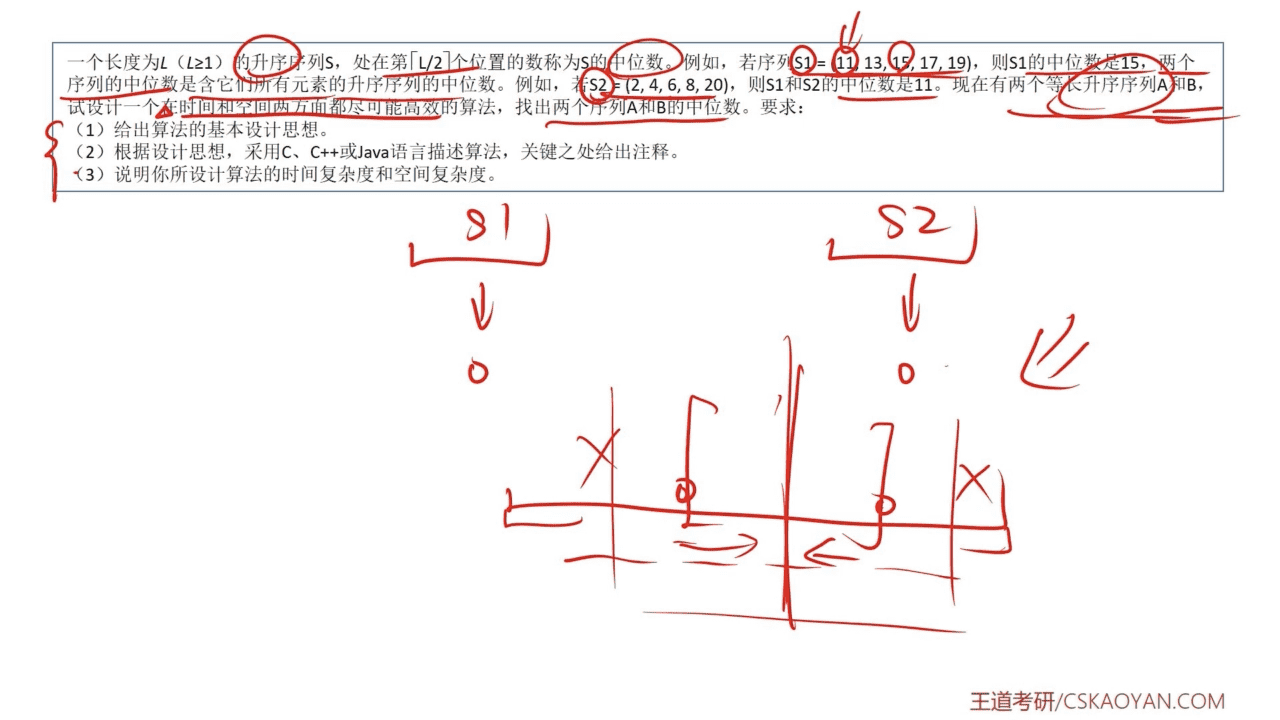 一个长度为L（L≥1）的升序序列S，处在第⌈L/2⌉个位置的数称为S的中位数。例如，若序列S1 = (11, 13, 15, 17, 19)，则S1的中位数是15，两个
序列的中位数是含它们所有元素的升序序列的中位数。例如，若S2 = (2, 4, 6, 8, 20)，则S1和S2的中位数是11。现在有两个等长升序序列A和B，
试设计一个在时间和空间两方面都尽可能高效的算法，找出两个序列A和B的中位数。要求：
（1）给出算法的基本设计思想。
（2）根据设计思想，采用C、C++或Java语言描述算法，关键之处给出注释。
（3）说明你所设计算法的时间复杂度和空间复杂度。
S1 S2
王道考研/CSKAOYAN.COM